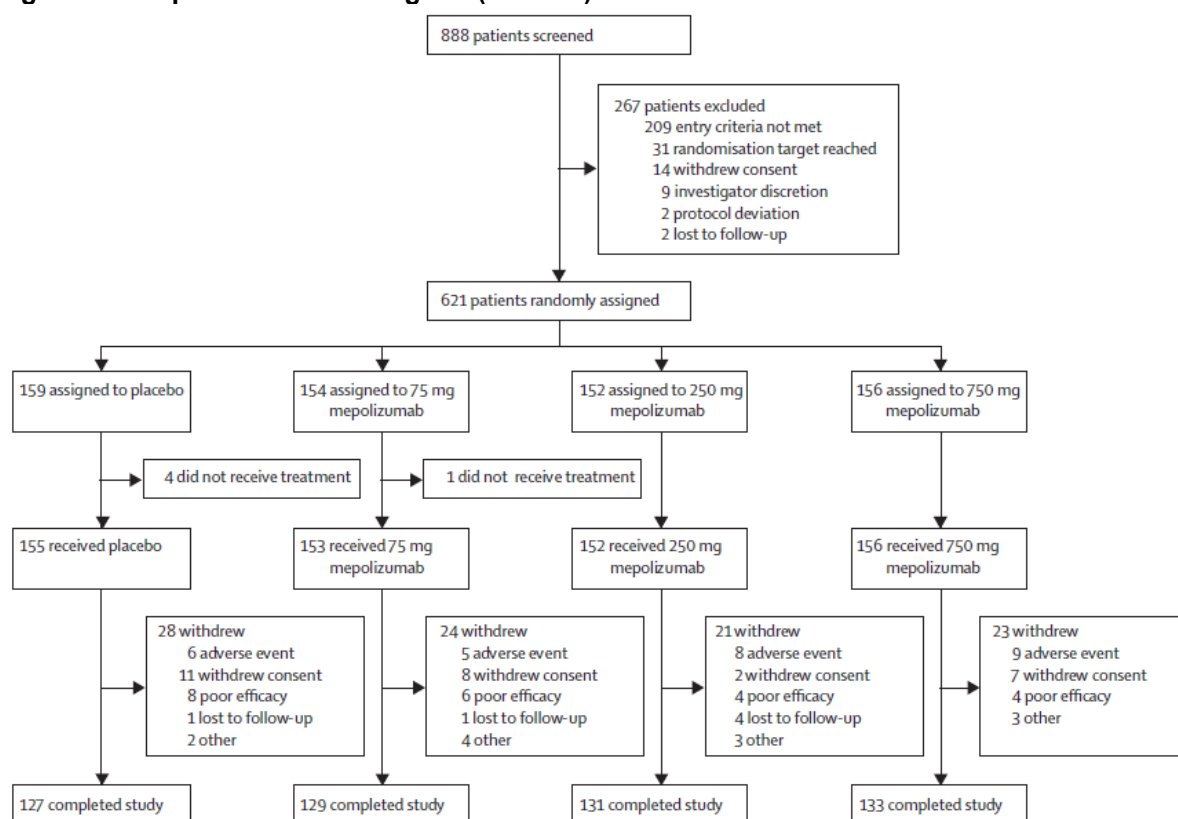 888 patients screened
267 patients excluded
209 entry criteria not met
31 randomisation target reached
14 withdrew consent
9 investigator discretion
2 protocol deviation
2 lost to follow-up
621 patients randomly assigned
159 assigned to placebo
154 assigned to 75 mg
mepolizumab
152 assigned to 250 mg
mepolizumab
156 assigned to 750 mg
mepolizumab
4 did not receive treatment
1 did not receive treatment
155 received placebo
153 received 75 mg
mepolizumab
152 received 250 mg
mepolizumab
156 received 750 mg
mepolizumab
28 withdrew
6 adverse event
11 withdrew consent
8 poor efficacy
1 lost to follow-up
2 other
24 withdrew
5 adverse event
8 withdrew consent
6 poor efficacy
1 lost to follow-up
4 other
21 withdrew
8 adverse event
2 withdrew consent
4 poor efficacy
4 lost to follow-up
3 other
23 withdrew
9 adverse event
7 withdrew consent
4 poor efficacy
3 other
127 completed study
129 completed study
131 completed study
133 completed study